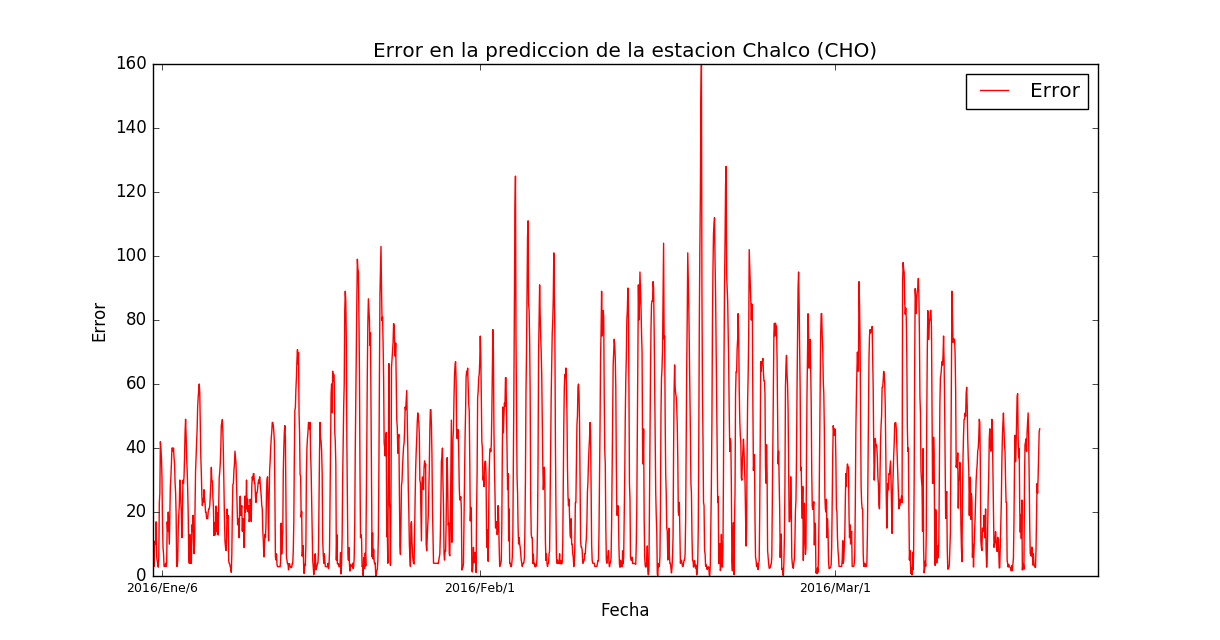 Error en la prediccion de la estacion Chalco (CHO)
160
140
120
100
80
60
40
20
0
Error
Error
2016/Ene/6
2016/Feb/1
2016/Mar/1
Fecha